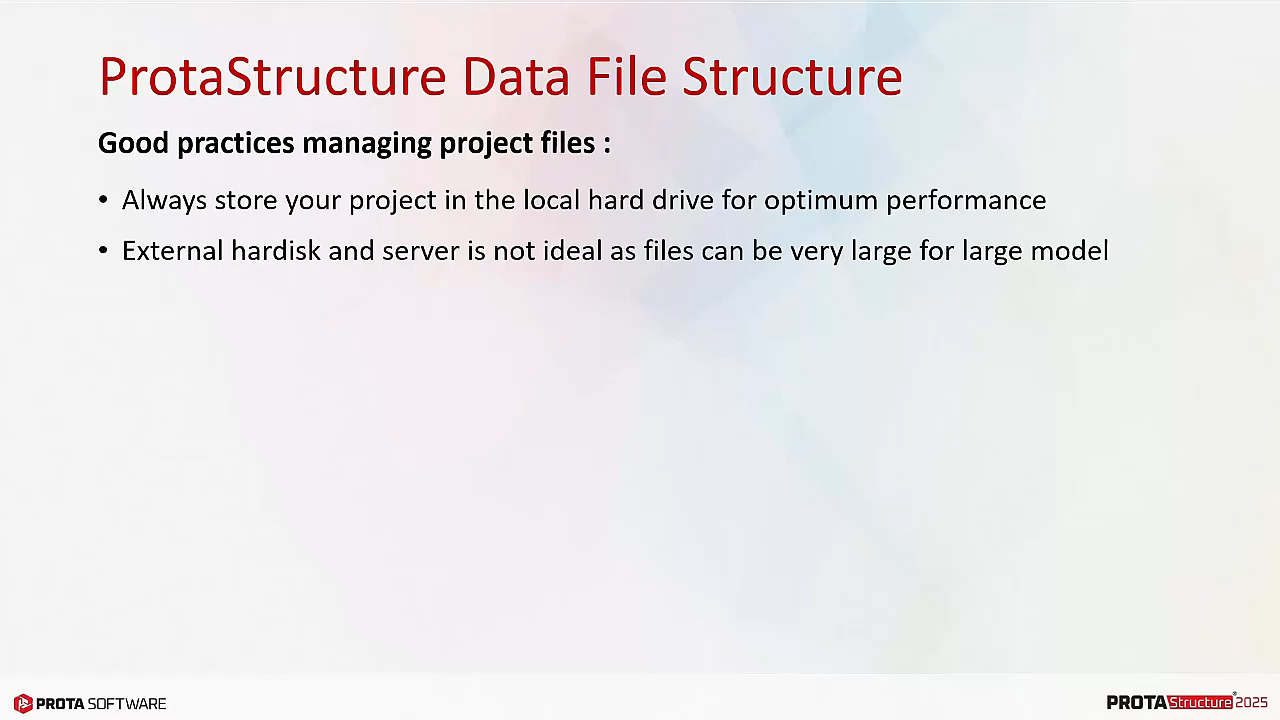 ProtaStructure Data File Structure
Good practices managing project files :
• Always store your project in the local hard drive for optimum performance
• External hardisk and server is not ideal as files can be very large for large model
PROTA SOFTWARE
PROTAStructure® 2025